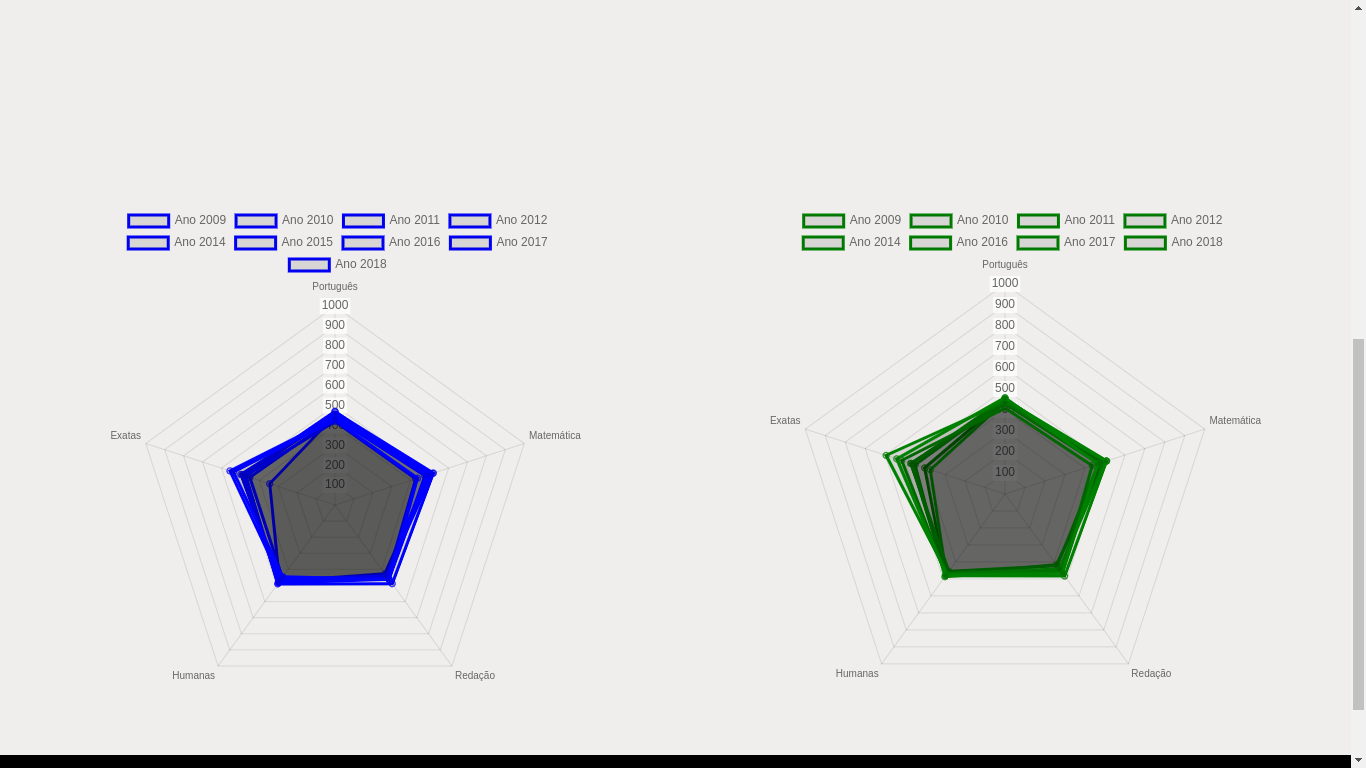 Ano 2009 Ano 2010 Ano 2011 Ano 2012
Ano 2014 Ano 2015 Ano 2016 Ano 2017
Ano 2018
Português
1000
900
800
700
600
500
300
200
100
Exatas
Matemática
Humanas
Redação
Ano 2009 Ano 2010 Ano 2011 Ano 2012
Ano 2014 Ano 2016 Ano 2017 Ano 2018
Português
1000
900
800
700
600
500
300
200
100
Exatas
Matemática
Humanas
Redação